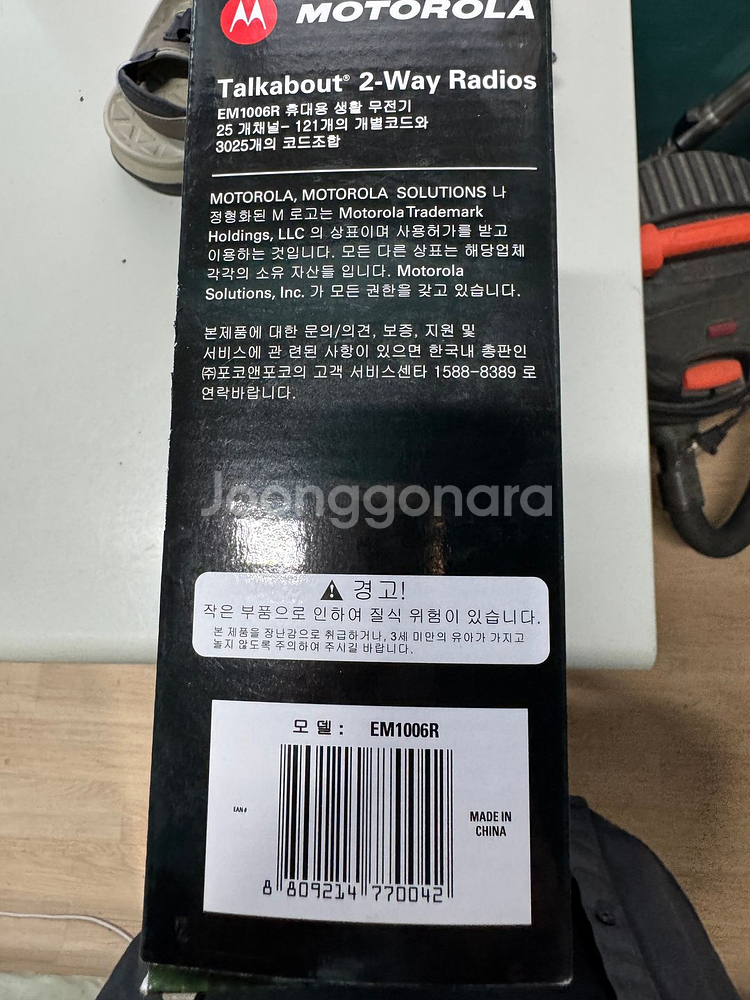 MOTOROLA
Talkabout® 2-Way Radios
EM1006R 휴대용 생활 무전기
25 개채널- 121개의 개별코드와
3025개의 코드조합
MOTOROLA, MOTOROLA SOLUTIONS 나
정형화된 M 로고는 Motorola Trademark
Holdings, LLC 의 상표이며 사용허가를 받고
이용하는 것입니다. 모든 다른 상표는 해당업체
각각의 소유 자산들 입니다. Motorola
Solutions, Inc. 가 모든 권한을 갖고 있습니다.
본제품에 대한 문의/의견, 보증, 지원 및
서비스에 관 련된 사항이 있으면 한국내 총판인
㈜포코앤포코의 고객 서비스센타 1588-8389 로
연락바랍니다.
Joonggonara
경고!
작은 부품으로 인하여 질식 위험이 있습니다.
본 제품을 장난감으로 취급하거나, 3세 미만의 유아가 가지고
놀지 않도록 주의하여 주시길 바랍니다.
모 델 : EM1006R
EAN#
MADE IN
CHINA
8 809214 770042